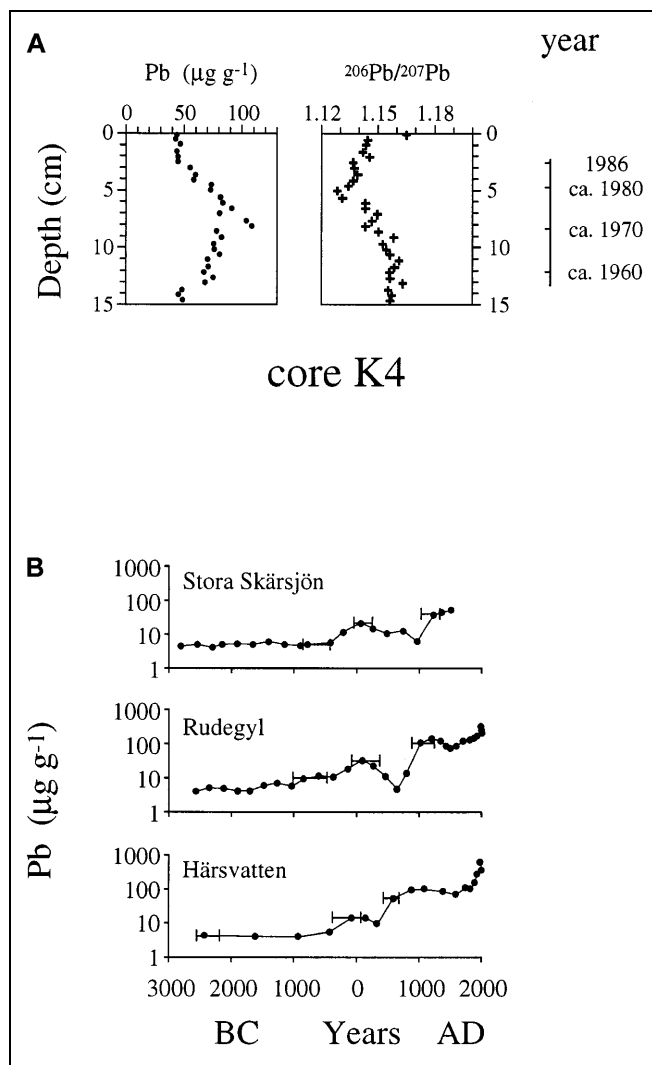 A
year
Pb (µg g-1)
206Pb/207Pb
0 50 100
1.12 1.15 1.18
0
5
10
15
Depth (cm)
0
5
10
15
1986
ca. 1980
ca. 1970
ca. 1960
core K4
B
1000
100
10
1
Stora Skärsjön
1000
100
10
1
Rudegyl
1000
100
10
1
Härsvatten
Pb (µg g-1)
3000 2000 1000 0 1000 2000
BC Years AD